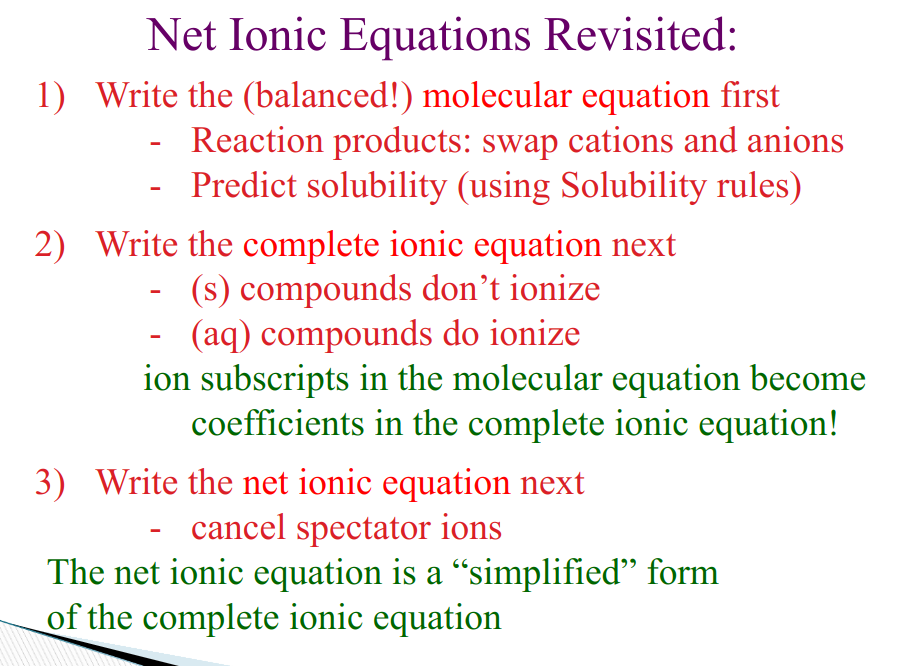 Net Ionic Equations Revisited:
1) Write the (balanced!) molecular equation first
- Reaction products: swap cations and anions
- Predict solubility (using Solubility rules)
2) Write the complete ionic equation next
- (s) compounds don’t ionize
- (aq) compounds do ionize
ion subscripts in the molecular equation become
coefficients in the complete ionic equation!
3) Write the net ionic equation next
- cancel spectator ions
The net ionic equation is a “simplified” form
of the complete ionic equation